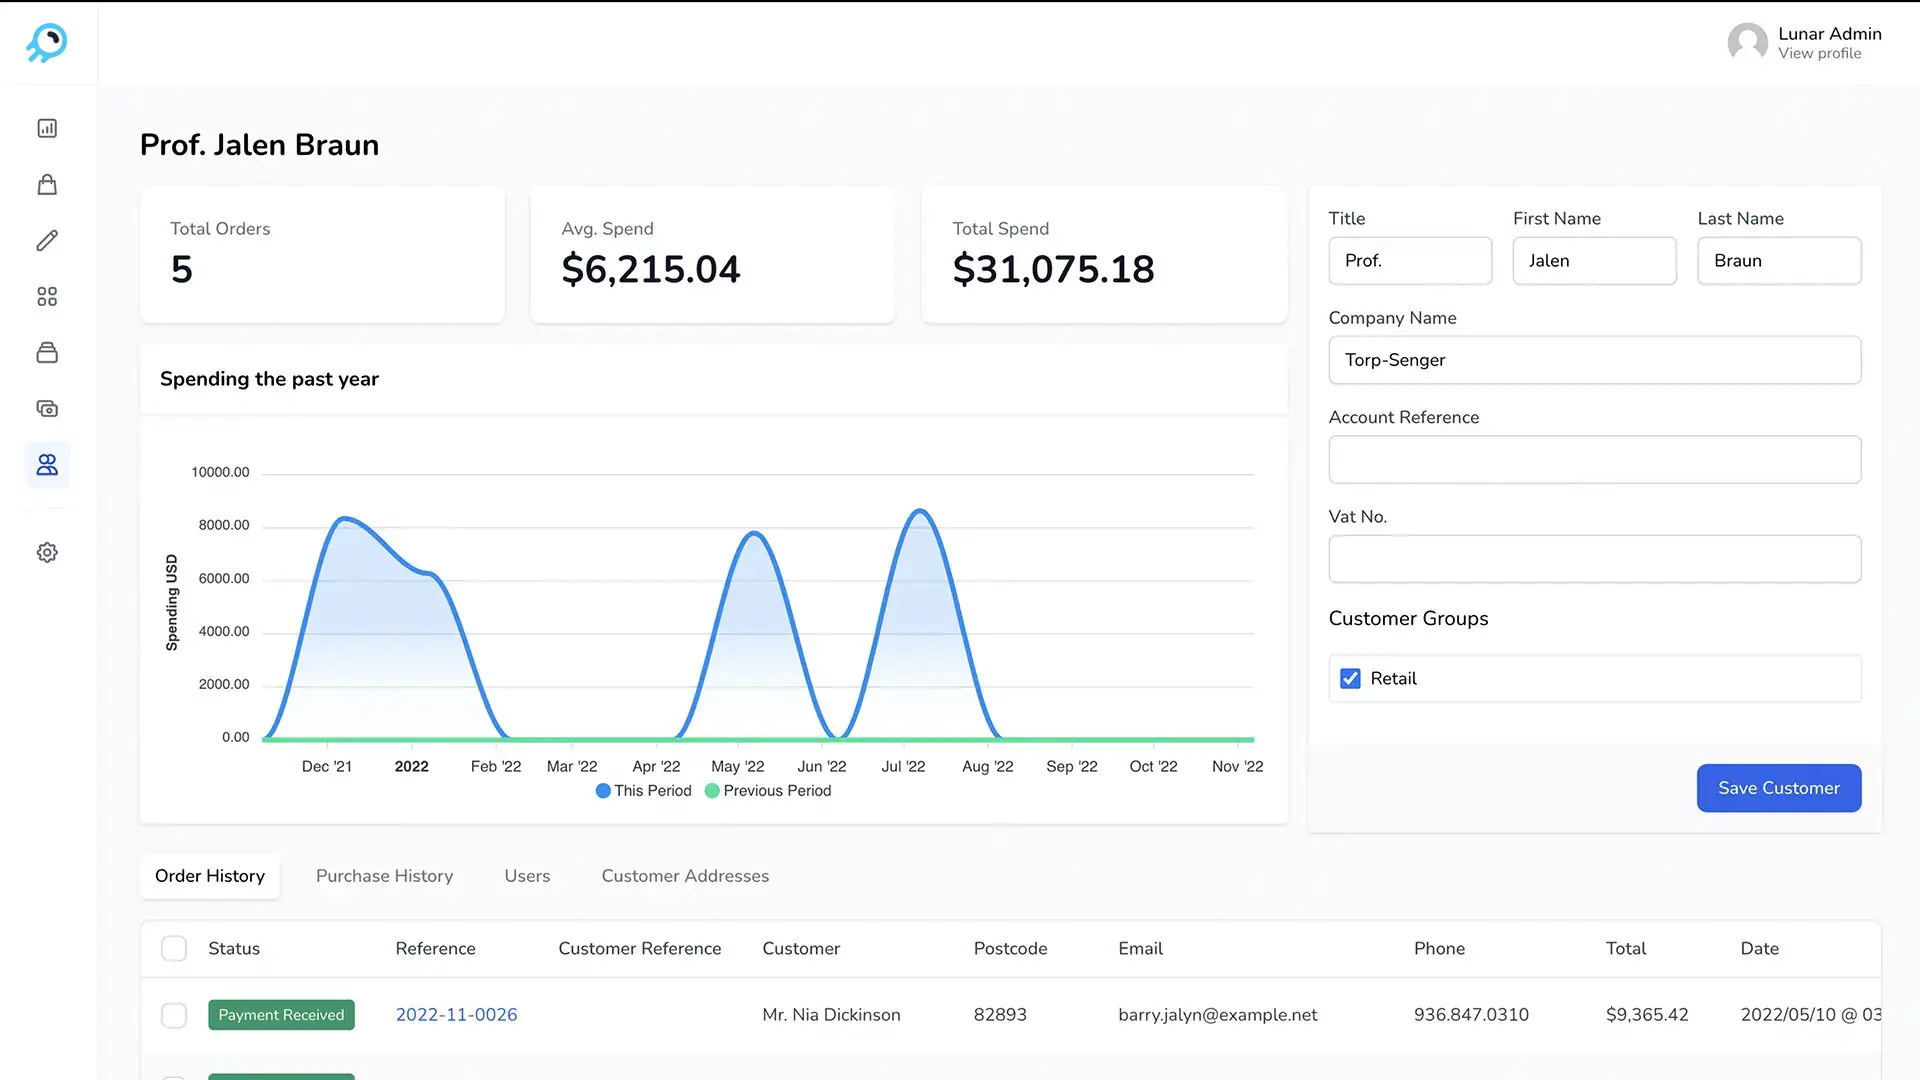 Lunar Admin
View profile
Prof. Jalen Braun
Total Orders
5
Avg. Spend
$6,215.04
Total Spend
$31,075.18
Title
First Name
Last Name
Prof.
Jalen
Braun
Company Name
Torp-Senger
Account Reference
Vat No.
Customer Groups
Retail
Save Customer
Spending the past year
Spending USD
10000.00
8000.00
6000.00
4000.00
2000.00
0.00
Dec '21 2022 Feb '22 Mar '22 Apr '22 May '22 Jun '22 Jul '22 Aug '22 Sep '22 Oct '22 Nov '22
This Period Previous Period
Order History Purchase History Users Customer Addresses
Status Reference Customer Reference Customer Postcode Email Phone Total Date
Payment Received 2022-11-0026 Mr. Nia Dickinson 82893 barry.jalyn@example.net 936.847.0310 $9,365.42 2022/05/10 @ 03